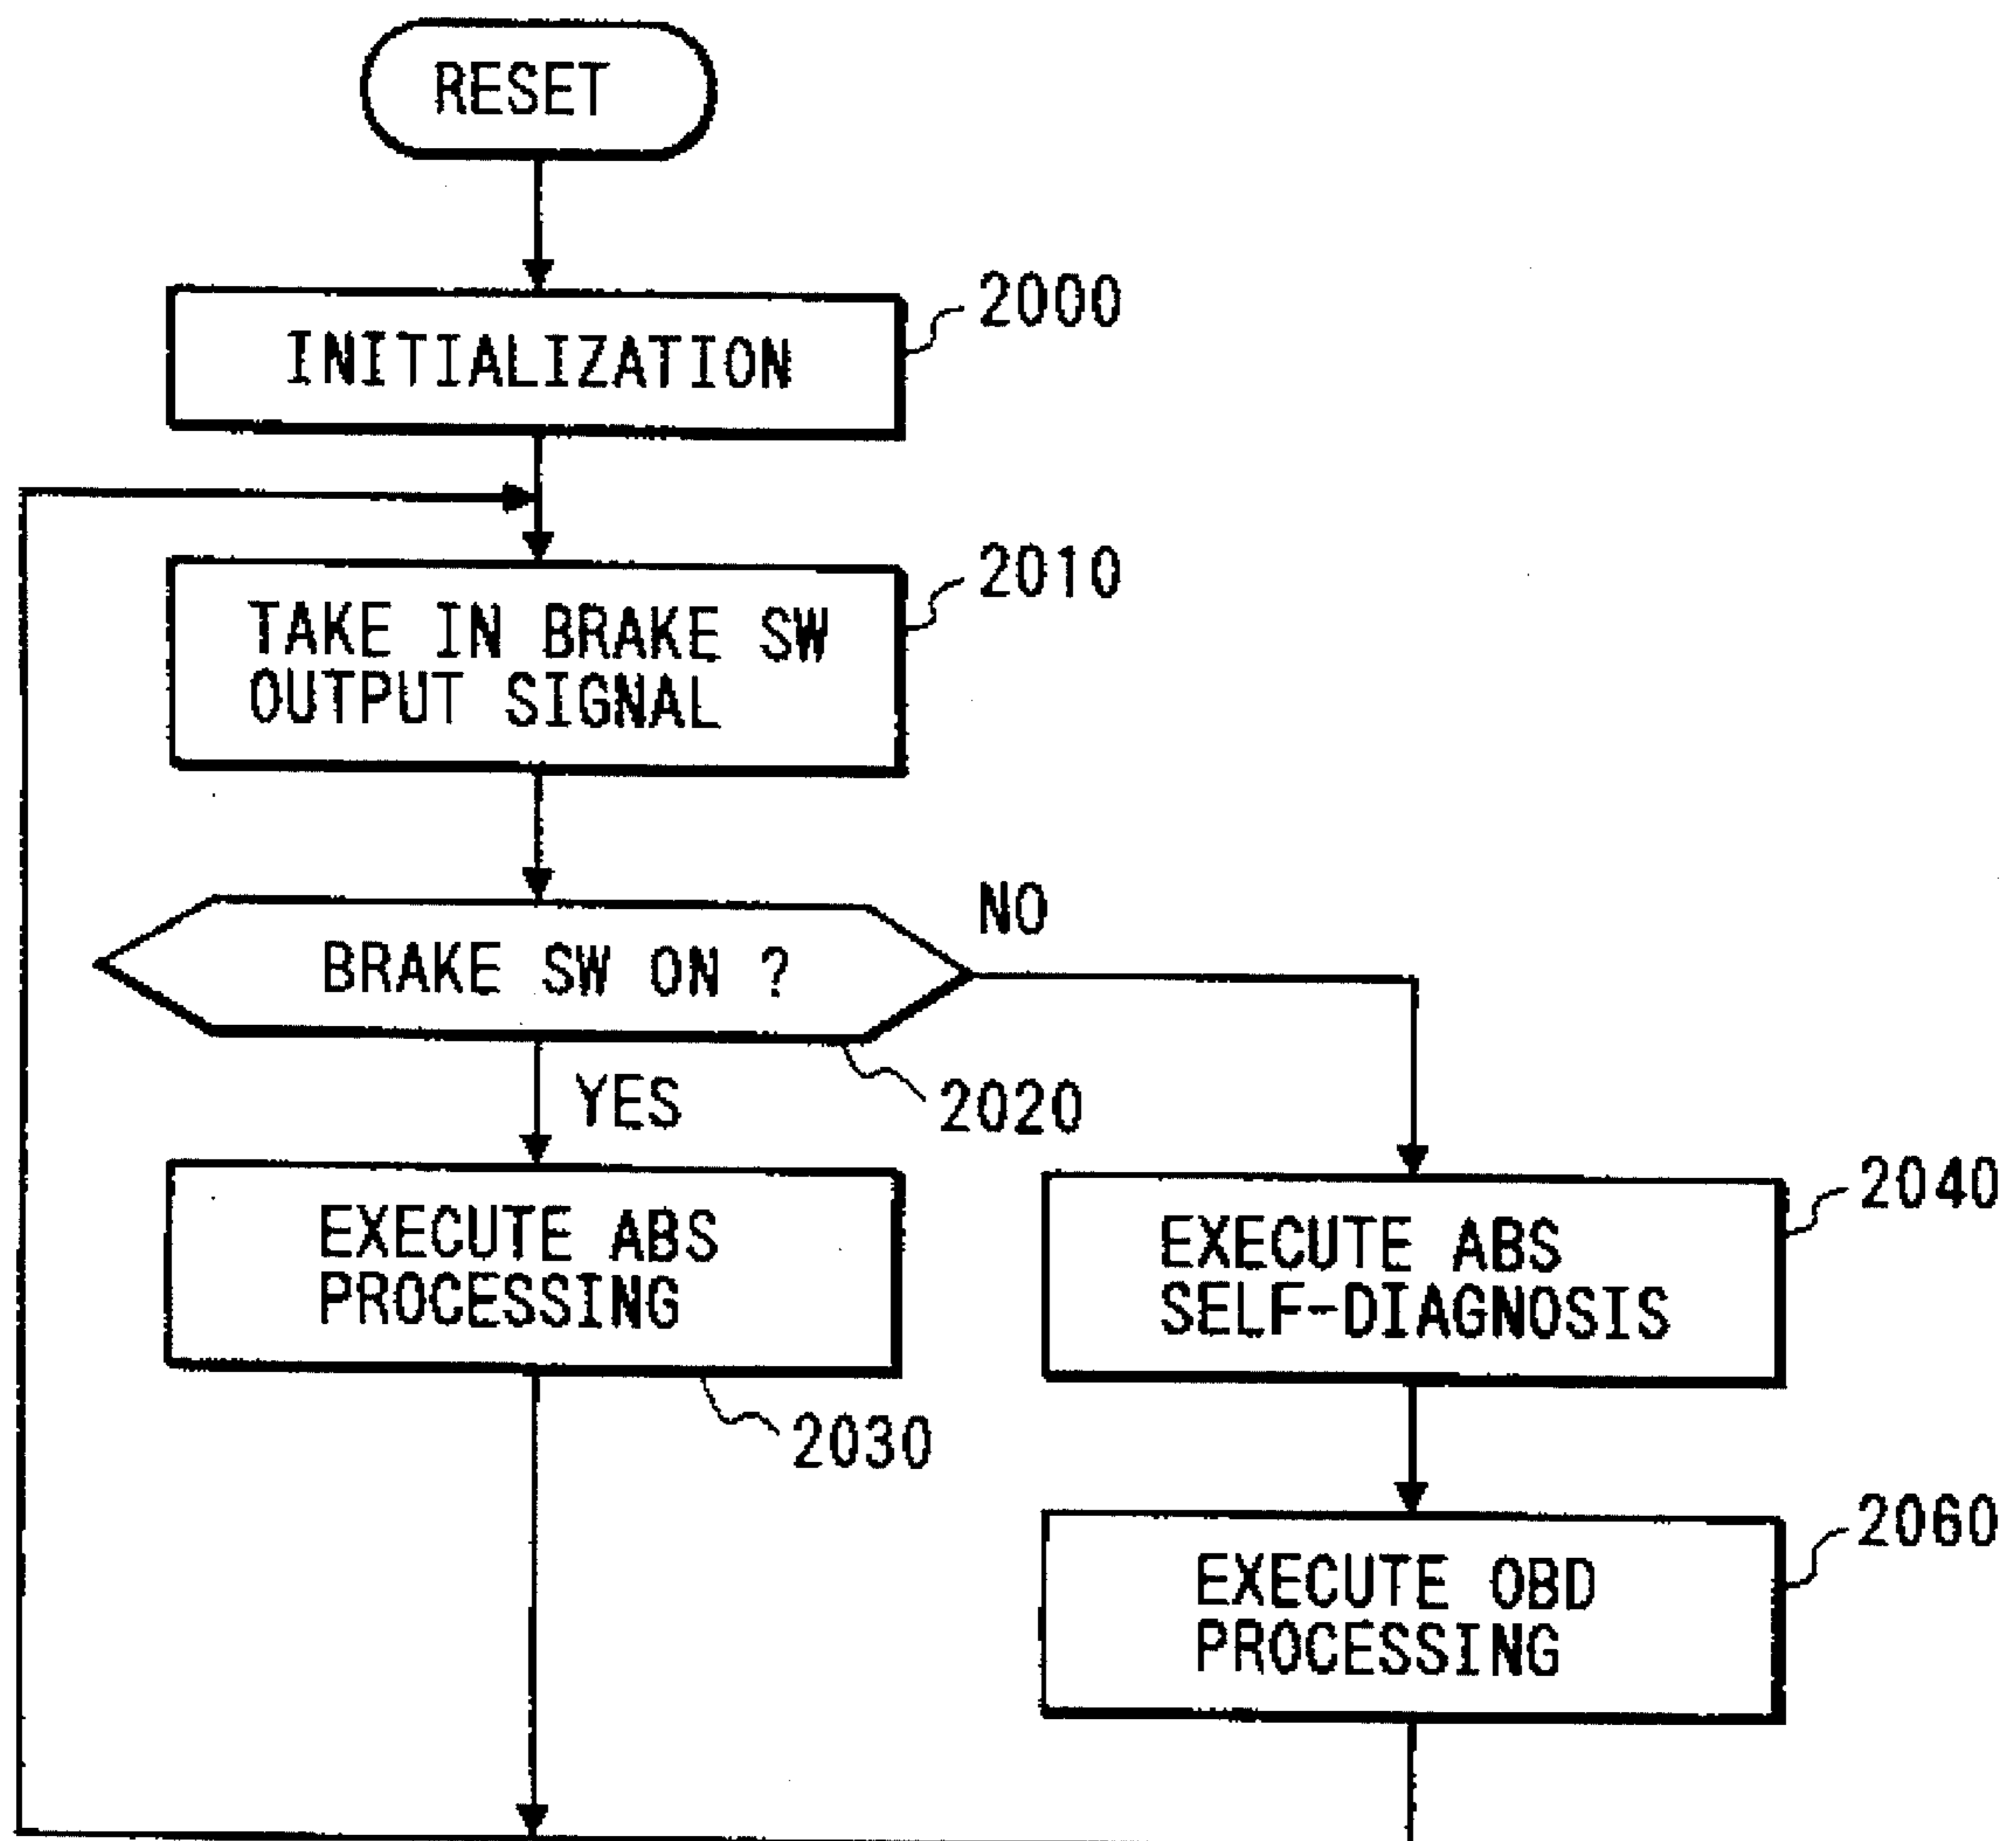 RESET
INITIALIZATION
2000
TAKE IN BRAKE SW
OUTPUT SIGNAL
2010
BRAKE SW ON ?
NO
YES
2020
EXECUTE ABS
PROCESSING
2030
EXECUTE ABS
SELF-DIAGNOSIS
2040
EXECUTE OBD
PROCESSING
2060